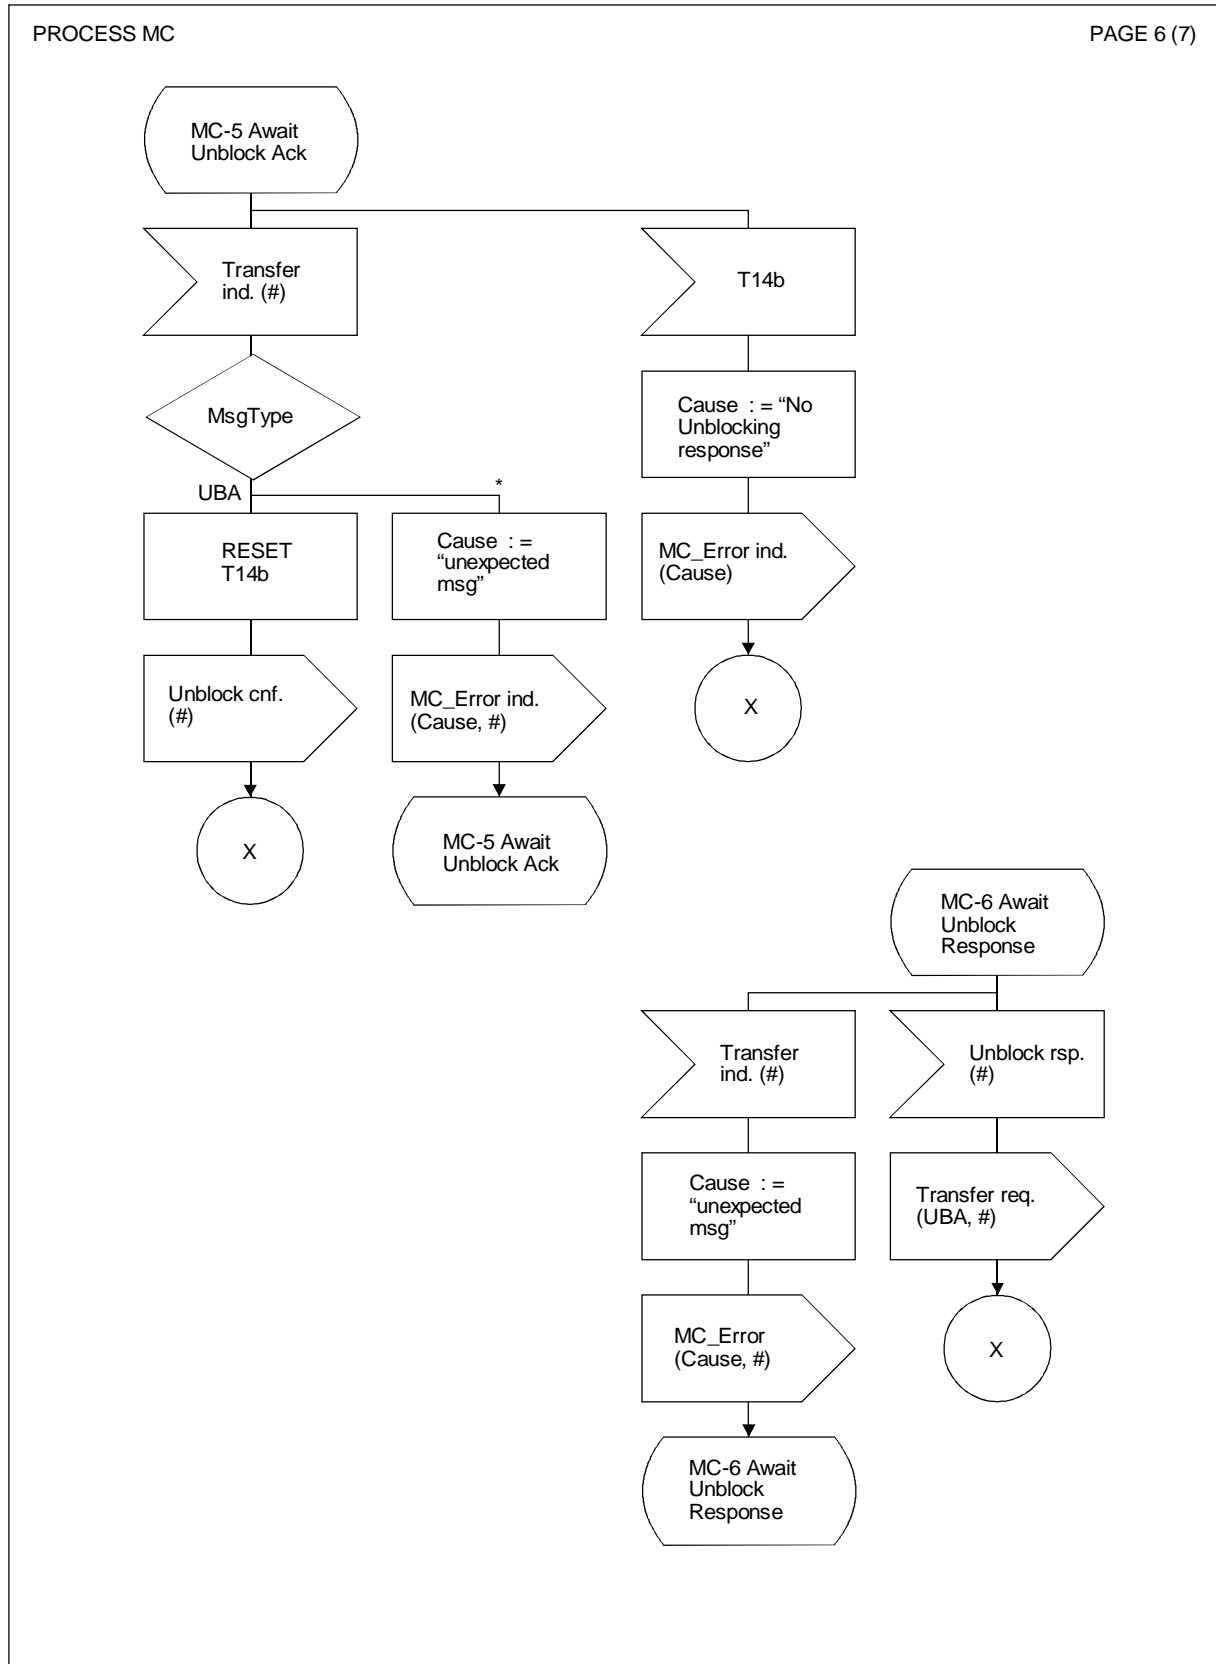 PROCESS MC
PAGE 6 (7)
MC-5 Await
Unblock Ack
Transfer
ind. (#)
T14b
MsgType
Cause : = “No
Unblocking
response”
UBA
*
RESET
T14b
Cause : =
“unexpected
msg”
MC_Error ind.
(Cause)
Unblock cnf.
(#)
MC_Error ind.
(Cause, #)
X
X
MC-5 Await
Unblock Ack
MC-6 Await
Unblock
Response
Transfer
ind. (#)
Unblock rsp.
(#)
Cause : =
“unexpected
msg”
Transfer req.
(UBA, #)
MC_Error
(Cause, #)
X
MC-6 Await
Unblock
Response